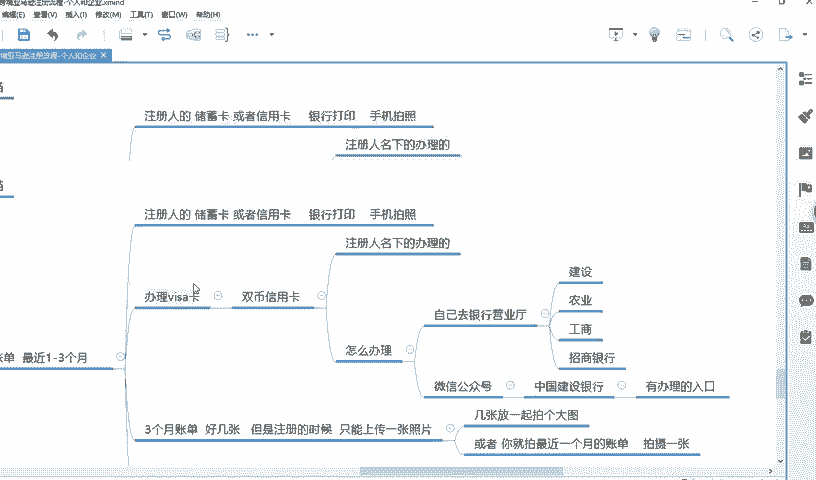 境亚马逊注册流程-个人和企业.xmind
编辑(E) 查看(V) 插入(I) 修改(M) 工具(T) 窗口(W) 帮助(H)
境亚马逊注册流程-个人和企业
注册人的 储蓄卡 或者信用卡 银行打印 手机拍照
注册人名下的办理的
注册人的 储蓄卡 或者信用卡 银行打印 手机拍照
注册人名下的办理的
建设
办理visa卡 双币信用卡
农业
自己去银行营业厅
工商
怎么办理
账单 最近1-3个月
招商银行
微信公众号 中国建设银行 有办理的入口
几张放一起拍个大图
3个月账单 好几张 但是注册的时候 只能上传一张照片
或者 你就拍最近一个月的账单 拍摄一张